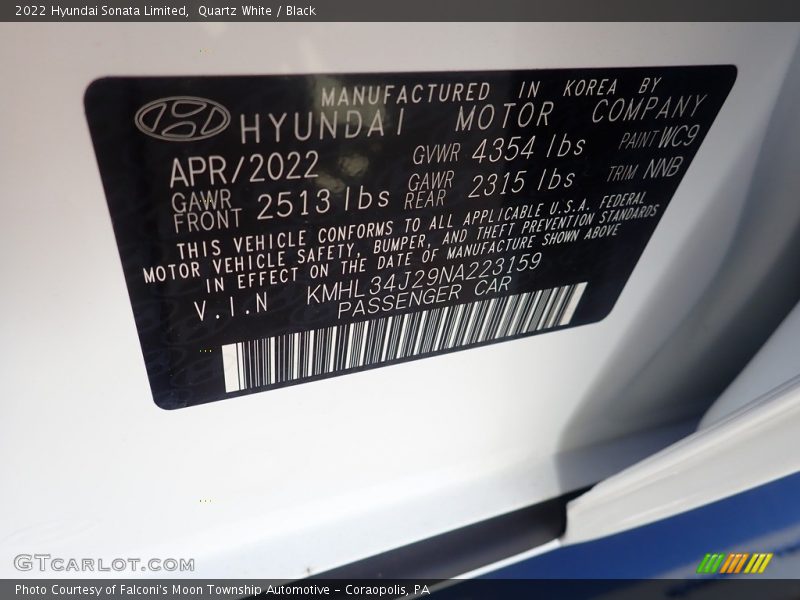 2022 Hyundai Sonata Limited, Quartz White / Black
MANUFACTURED IN KOREA BY
HYUNDAI MOTOR COMPANY
APR/2022 GVWR 4354 lbs PAINT WC9
GAWR FRONT 2513 lbs GAWR REAR 2315 lbs TRIM NNB
THIS VEHICLE CONFORMS TO ALL APPLICABLE U.S.A. FEDERAL
MOTOR VEHICLE SAFETY, BUMPER, AND THEFT PREVENTION STANDARDS
IN EFFECT ON THE DATE OF MANUFACTURE SHOWN ABOVE
V.I.N KMHL34J29NA223159
PASSENGER CAR
GTcarlot.com
Photo Courtesy of Falconi's Moon Township Automotive - Coraopolis, PA